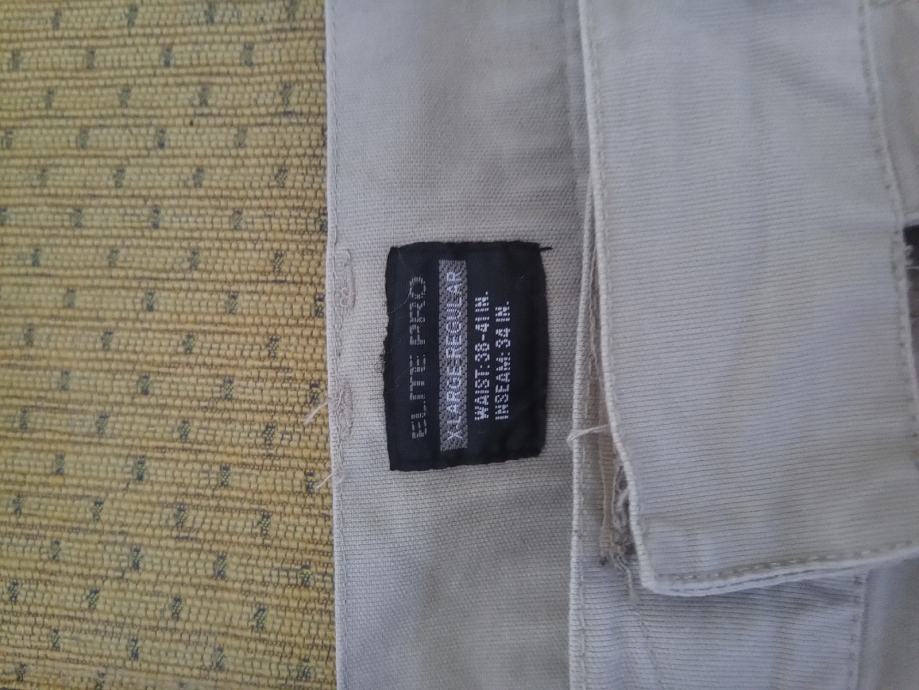 ELITE PRO
X-LARGE-REGULAR
WAIST:38-41 IN.
INSEAM: 34 IN.